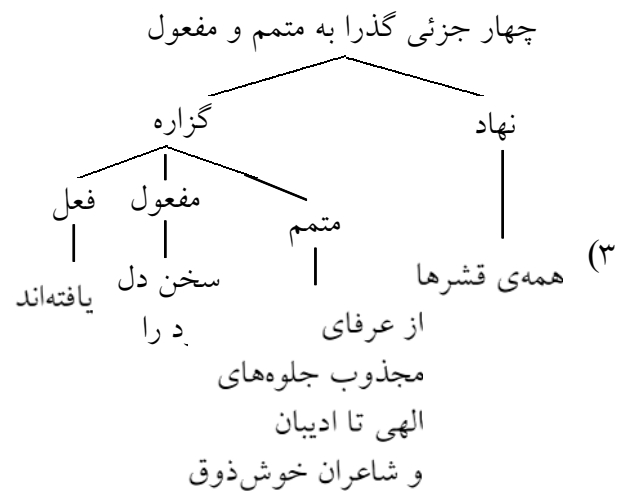 چهار جزئی گذرا به متمم و مفعول
نهاد
گزاره
متمم
مفعول
فعل
۳)
همه‌ی قشرها
از عرفای
مجذوب جلوه‌های
الهی تا ادیبان
و شاعران خوش‌ذوق
سخن دل
د را
یافته‌اند